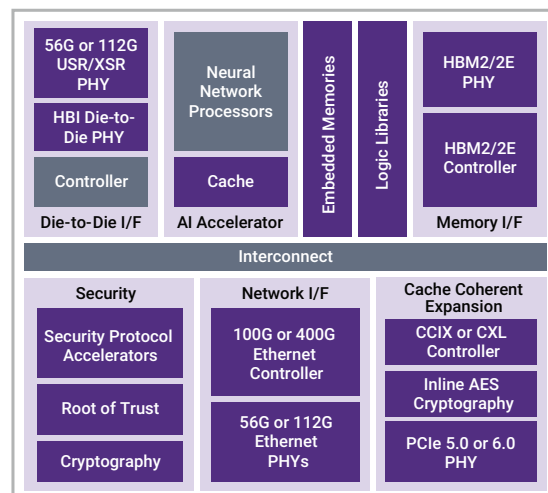 56G or 112G
USR/XSR
PHY
HBI Die-to-
Die PHY
Controller
Die-to-Die I/F
Neural
Network
Processors
Cache
AI Accelerator
Embedded Memories
Logic Libraries
HBM2/2E
PHY
HBM2/2E
Controller
Memory I/F
Interconnect
Security
Security Protocol
Accelerators
Root of Trust
Cryptography
Network I/F
100G or 400G
Ethernet
Controller
56G or 112G
Ethernet
PHYs
Cache Coherent
Expansion
CCIX or CXL
Controller
Inline AES
Cryptography
PCIe 5.0 or 6.0
PHY